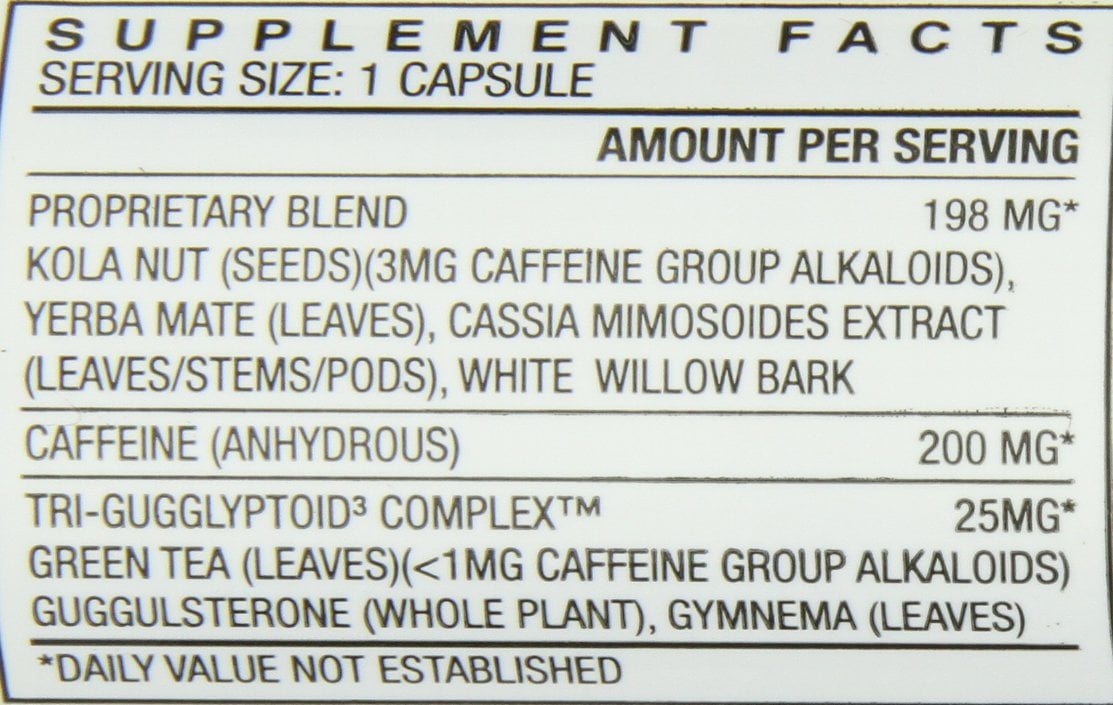 SUPPLEMENT FACTS
SERVING SIZE: 1 CAPSULE
AMOUNT PER SERVING
PROPRIETARY BLEND 198 MG*
KOLA NUT (SEEDS)(3MG CAFFEINE GROUP ALKALOIDS),
YERBA MATE (LEAVES), CASSIA MIMOSOIDES EXTRACT
(LEAVES/STEMS/PODS), WHITE WILLOW BARK
CAFFEINE (ANHYDROUS) 200 MG*
TRI-GUGGLYPTOID³ COMPLEX™ 25MG*
GREEN TEA (LEAVES)(<1MG CAFFEINE GROUP ALKALOIDS)
GUGGULSTERONE (WHOLE PLANT), GYMNEMA (LEAVES)
*DAILY VALUE NOT ESTABLISHED